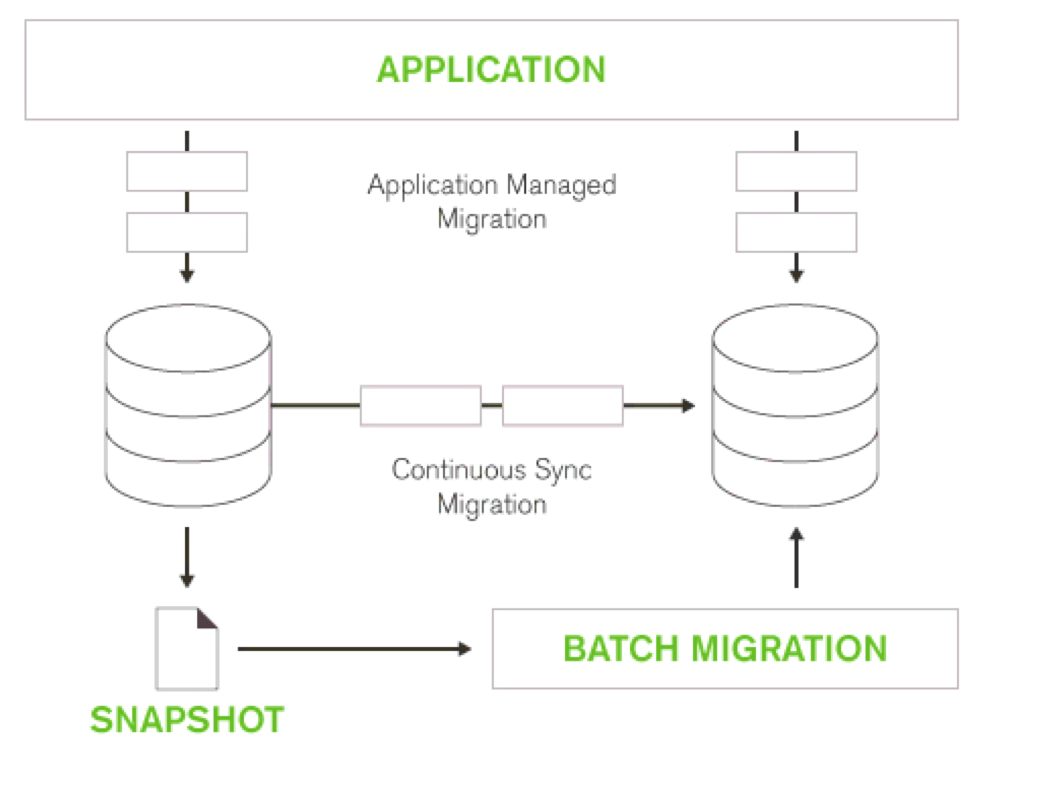 APPLICATION
Application Managed
Migration
Continuous Sync
Migration
BATCH MIGRATION
SNAPSHOT